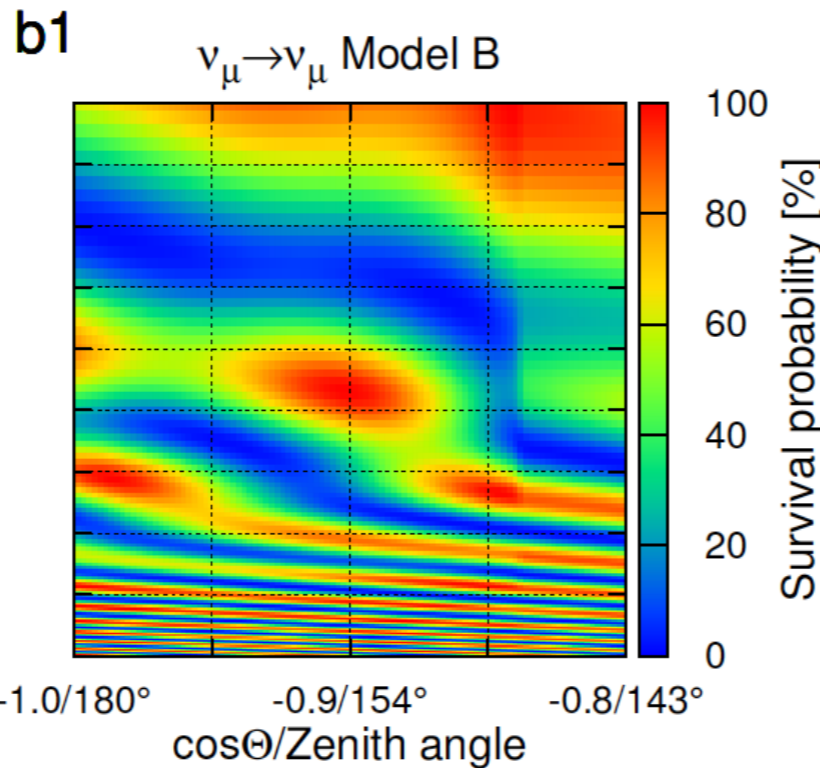 b1
νμ→νμ Model B
100
80
60
40
20
0
Survival probability [%]
-1.0/180° -0.9/154° -0.8/143°
cosΘ/Zenith angle